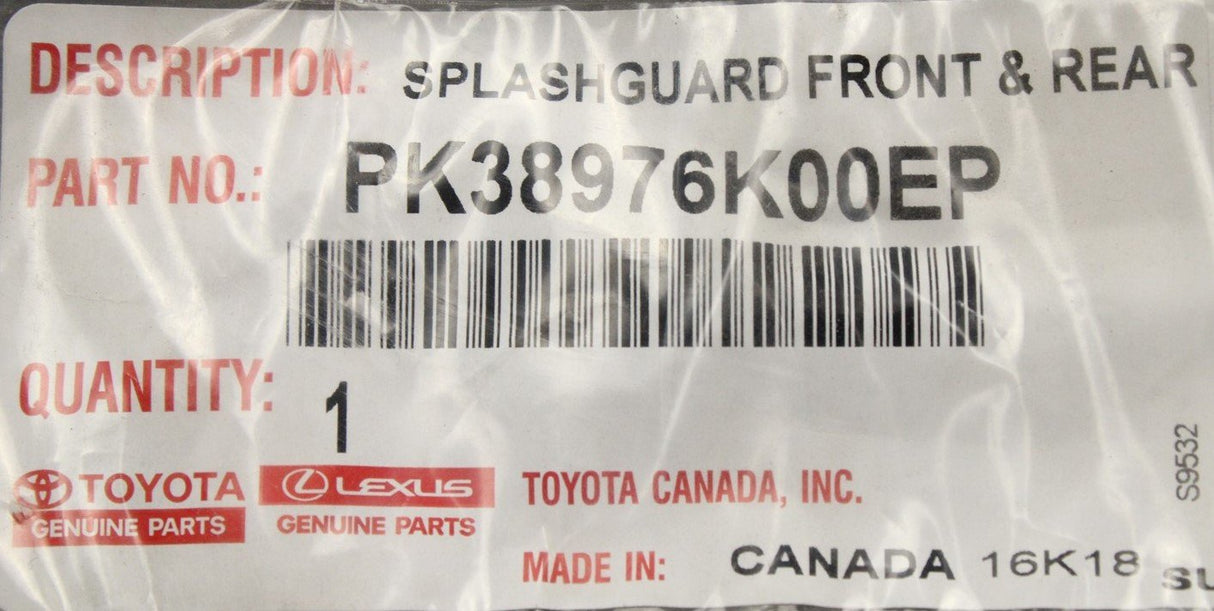 DESCRIPTION: SPLASHGUARD FRONT & REAR
PART NO.: PK38976K00EP
QUANTITY: 1
TOYOTA
GENUINE PARTS
LEXUS
GENUINE PARTS
TOYOTA CANADA, INC.
MADE IN: CANADA 16K18
S9532